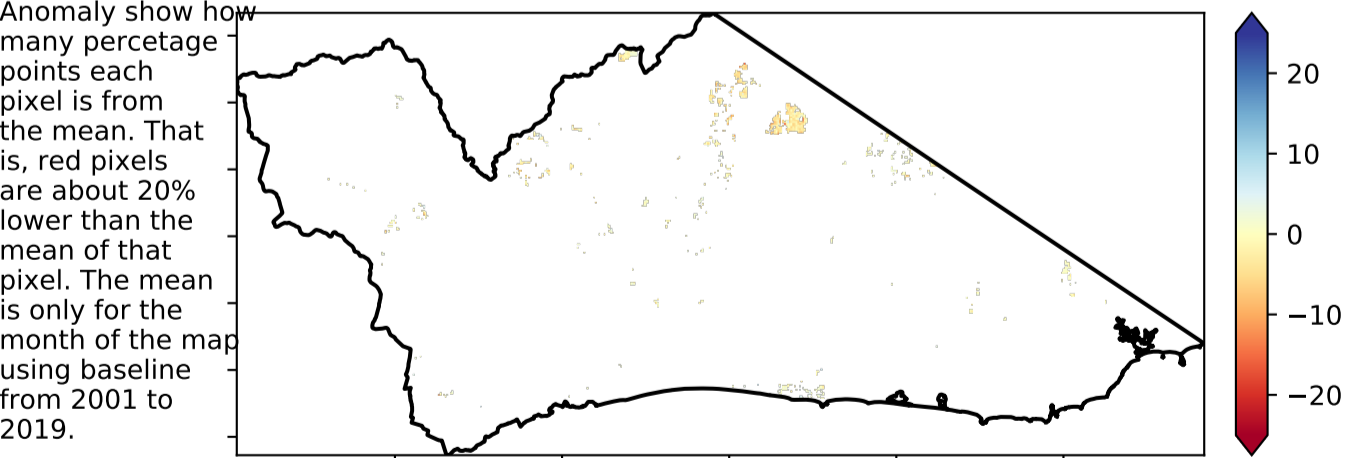 Anomaly show how
many percetage
points each
pixel is from
the mean. That
is, red pixels
are about 20%
lower than the
mean of that
pixel. The mean
is only for the
month of the map
using baseline
from 2001 to
2019.
20
10
0
−10
−20